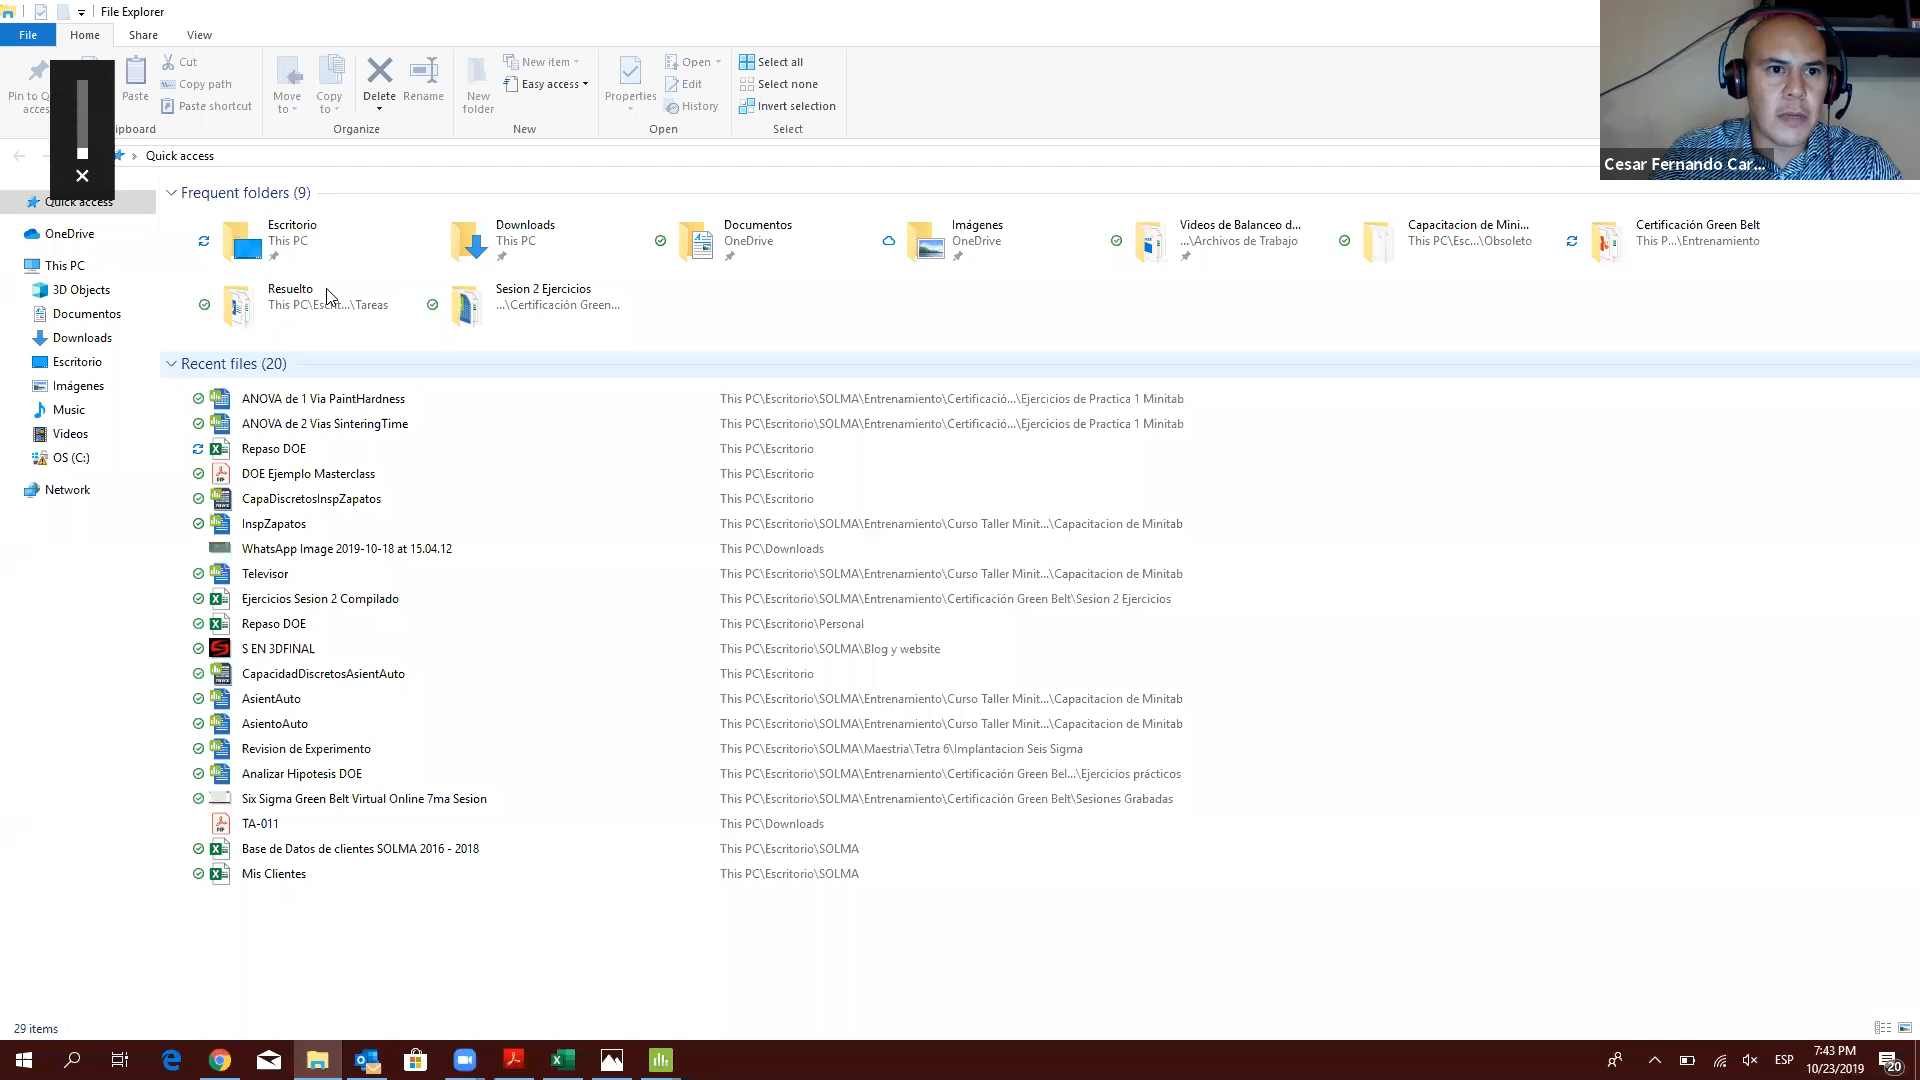 File Explorer
File Home Share View
Cut
Copy path
Paste shortcut
Paste
Move to
Copy to
Delete
Rename
Organize
New folder
New item
Easy access
New
Properties
Open
Edit
History
Open
Select all
Select none
Invert selection
Select
Quick access
Cesar Fernando Car...
Quick access
OneDrive
This PC
3D Objects
Documentos
Downloads
Escritorio
Imágenes
Music
Videos
OS (C:)
Network
Frequent folders (9)
Escritorio
This PC
Downloads
This PC
Documentos
OneDrive
Imágenes
OneDrive
Videos de Balanceo d...
...\Archivos de Trabajo
Capacitacion de Mini...
This PC\Esc...\Obsoleto
Certificación Green Belt
This P...\Entrenamiento
Resuelto
This PC\Escrit...\Tareas
Sesion 2 Ejercicios
...\Certificación Green...
Recent files (20)
ANOVA de 1 Via PaintHardness This PC\Escritorio\SOLMA\Entrenamiento\Certificació...\Ejercicios de Practica 1 Minitab
ANOVA de 2 Vias SinteringTime This PC\Escritorio\SOLMA\Entrenamiento\Certificació...\Ejercicios de Practica 1 Minitab
Repaso DOE This PC\Escritorio
DOE Ejemplo Masterclass This PC\Escritorio
CapaDiscretosInspZapatos This PC\Escritorio
InspZapatos This PC\Escritorio\SOLMA\Entrenamiento\Curso Taller Minit...\Capacitacion de Minitab
WhatsApp Image 2019-10-18 at 15.04.12 This PC\Downloads
Televisor This PC\Escritorio\SOLMA\Entrenamiento\Curso Taller Minit...\Capacitacion de Minitab
Ejercicios Sesion 2 Compilado This PC\Escritorio\SOLMA\Entrenamiento\Certificación Green Belt\Sesion 2 Ejercicios
Repaso DOE This PC\Escritorio\Personal
S EN 3DFINAL This PC\Escritorio\SOLMA\Blog y website
CapacidadDiscretosAsientAuto This PC\Escritorio
AsientAuto This PC\Escritorio\SOLMA\Entrenamiento\Curso Taller Minit...\Capacitacion de Minitab
AsientoAuto This PC\Escritorio\SOLMA\Entrenamiento\Curso Taller Minit...\Capacitacion de Minitab
Revision de Experimento This PC\Escritorio\SOLMA\Maestria\Tetra 6\Implantacion Seis Sigma
Analizar Hipotesis DOE This PC\Escritorio\SOLMA\Entrenamiento\Certificación Green Bel...\Ejercicios prácticos
Six Sigma Green Belt Virtual Online 7ma Sesion This PC\Escritorio\SOLMA\Entrenamiento\Certificación Green Belt\Sesiones Grabadas
TA-011 This PC\Downloads
Base de Datos de clientes SOLMA 2016 - 2018 This PC\Escritorio\SOLMA
Mis Clientes This PC\Escritorio\SOLMA
29 items
ESP
7:43 PM
10/23/2019
20